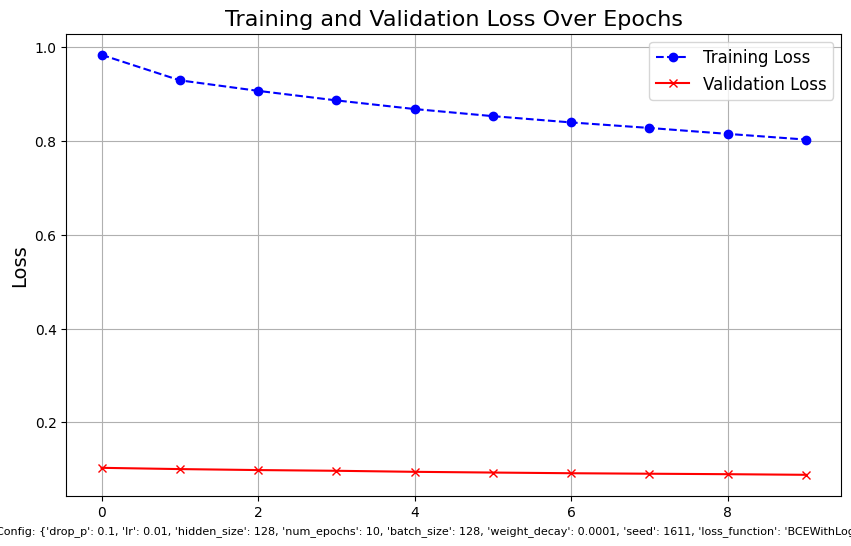 Training and Validation Loss Over Epochs
1.0
Training Loss
Validation Loss
0.8
0.6
Loss
0.4
0.2
0 2 4 6 8
Config: {'drop_p': 0.1, 'lr': 0.01, 'hidden_size': 128, 'num_epochs': 10, 'batch_size': 128, 'weight_decay': 0.0001, 'seed': 1611, 'loss_function': 'BCEWithLog